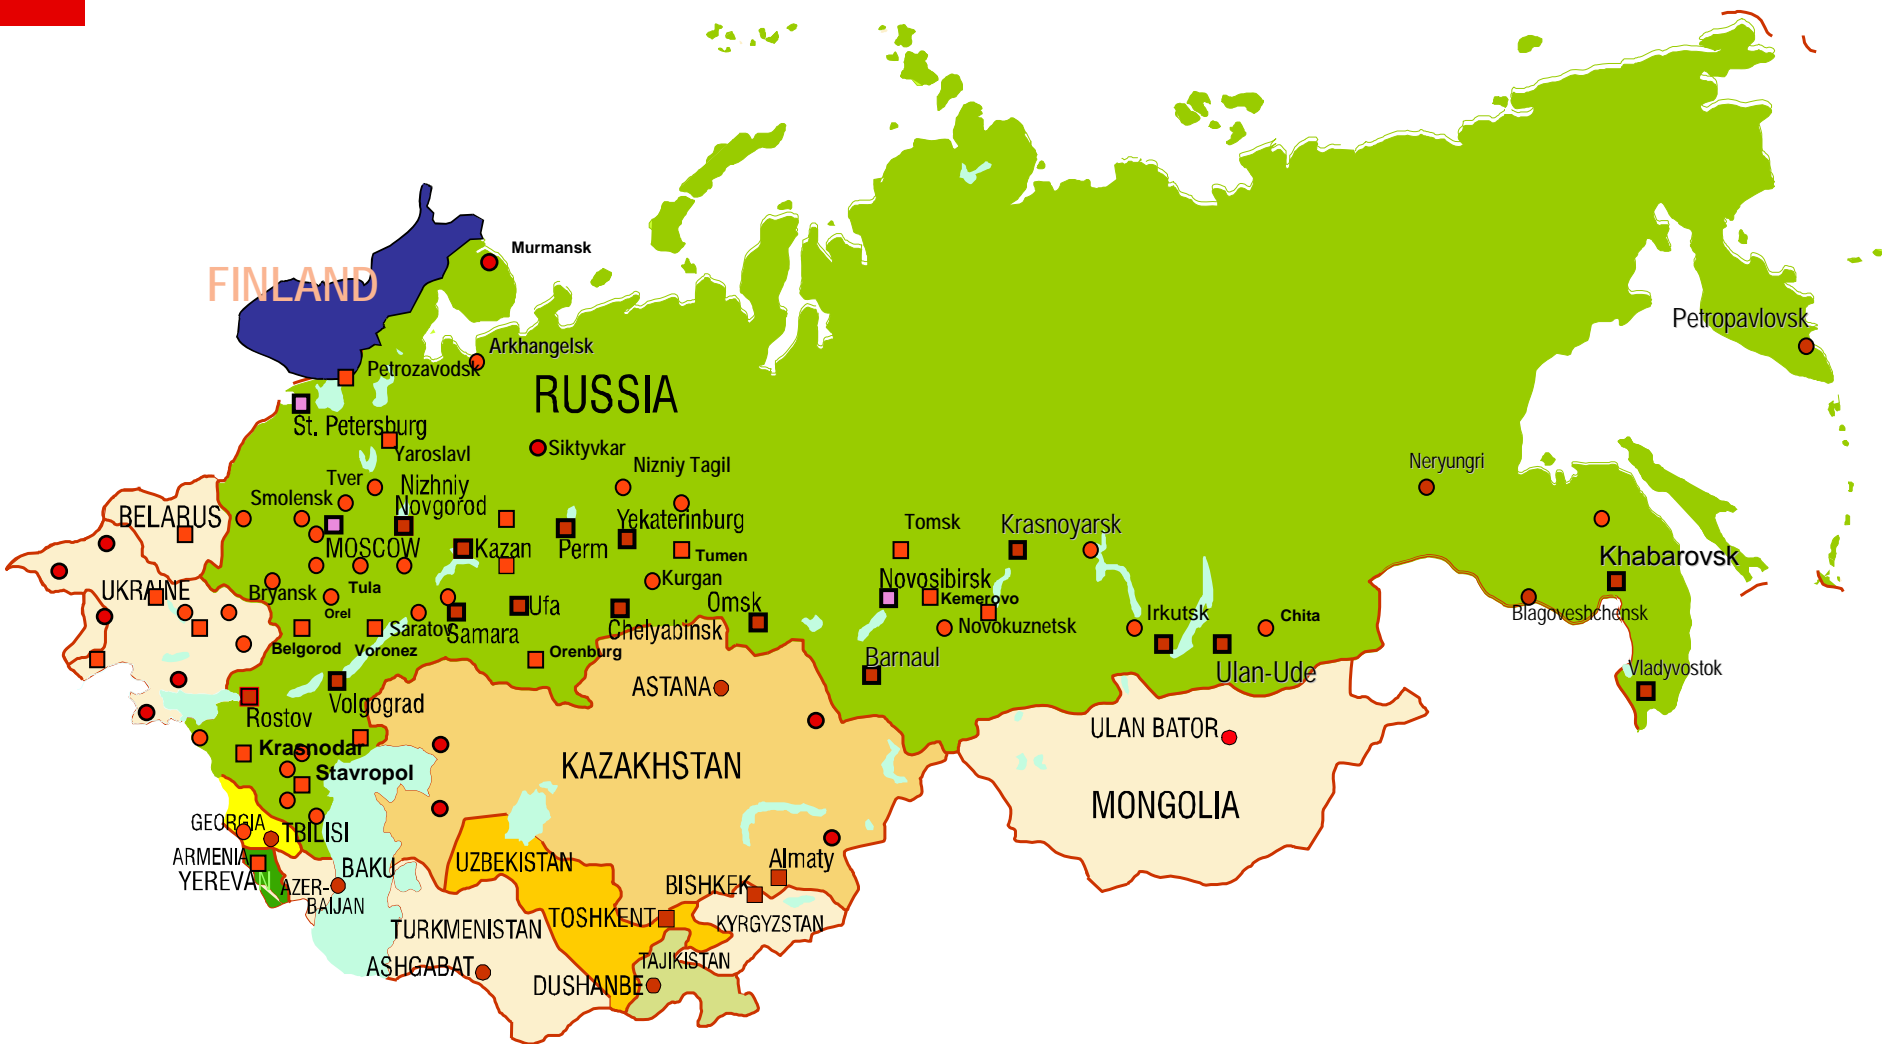 Murmansk
FINLAND
Petropavlovsk
Arkhangelsk
Petrozavodsk
RUSSIA
St. Petersburg
Yaroslavl
Siktyvkar
Nizniy Tagil
Neryungri
Tver
Nizhniy
Novgorod
Smolensk
BELARUS
Yekaterinburg
Tomsk
Krasnoyarsk
MOSCOW
Kazan
Perm
Tumen
Khabarovsk
Kurgan
Novosibirsk
UKRAINE
Bryansk
Tula
Kemerovo
Orel
Ufa
Omsk
Irkutsk
Chita
Blagoveshchensk
Saratov
Samara
Chelyabinsk
Novokuznetsk
Belgorod
Voronez
Orenburg
Barnaul
Ulan-Ude
Vladyvostok
ASTANA
Volgograd
Rostov
ULAN BATOR
Krasnodar
Stavropol
KAZAKHSTAN
MONGOLIA
GEORGIA
TBILISI
ARMENIA
YEREVAN
BAKU
UZBEKISTAN
Almaty
AZER-
BAIJAN
BISHKEK
TOSHKENT
KYRGYZSTAN
TURKMENISTAN
ASHGABAT
TAJIKISTAN
DUSHANBE